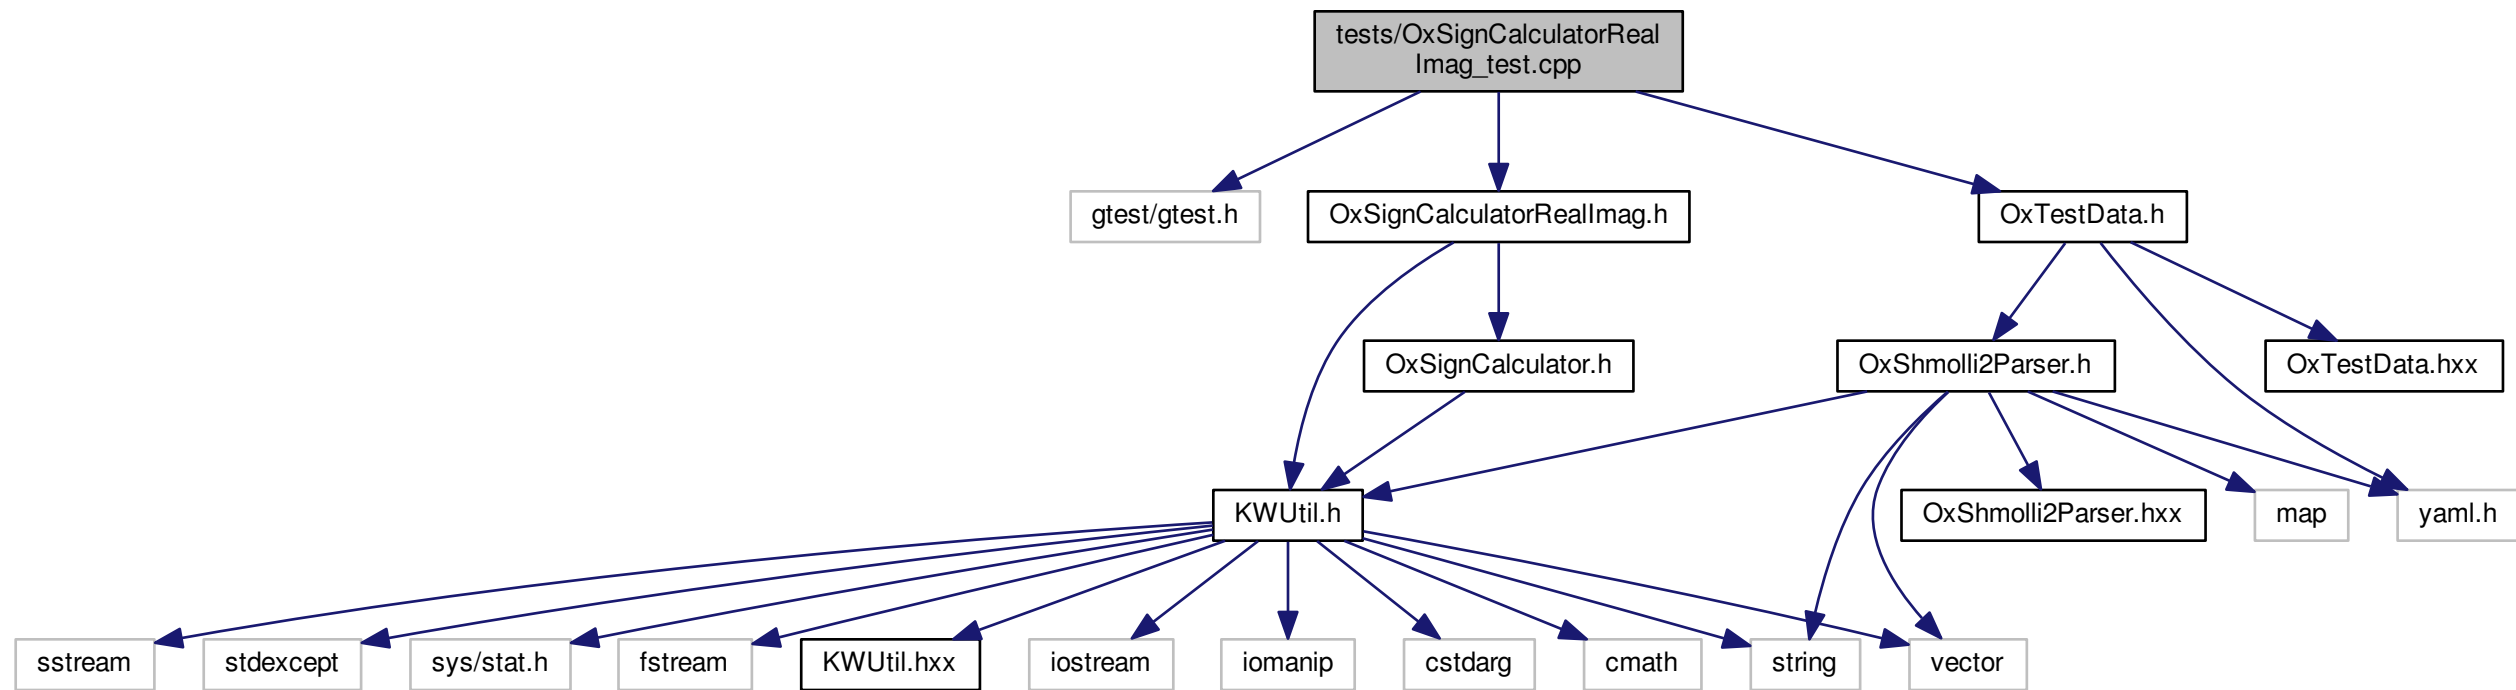 tests/OxSignCalculatorReal
Imag_test.cpp
gtest/gtest.h
OxSignCalculatorRealImag.h
OxTestData.h
OxSignCalculator.h
OxShmolli2Parser.h
OxTestData.hxx
KWUtil.h
OxShmolli2Parser.hxx
map
yaml.h
sstream
stdexcept
sys/stat.h
fstream
KWUtil.hxx
iostream
iomanip
cstdarg
cmath
string
vector